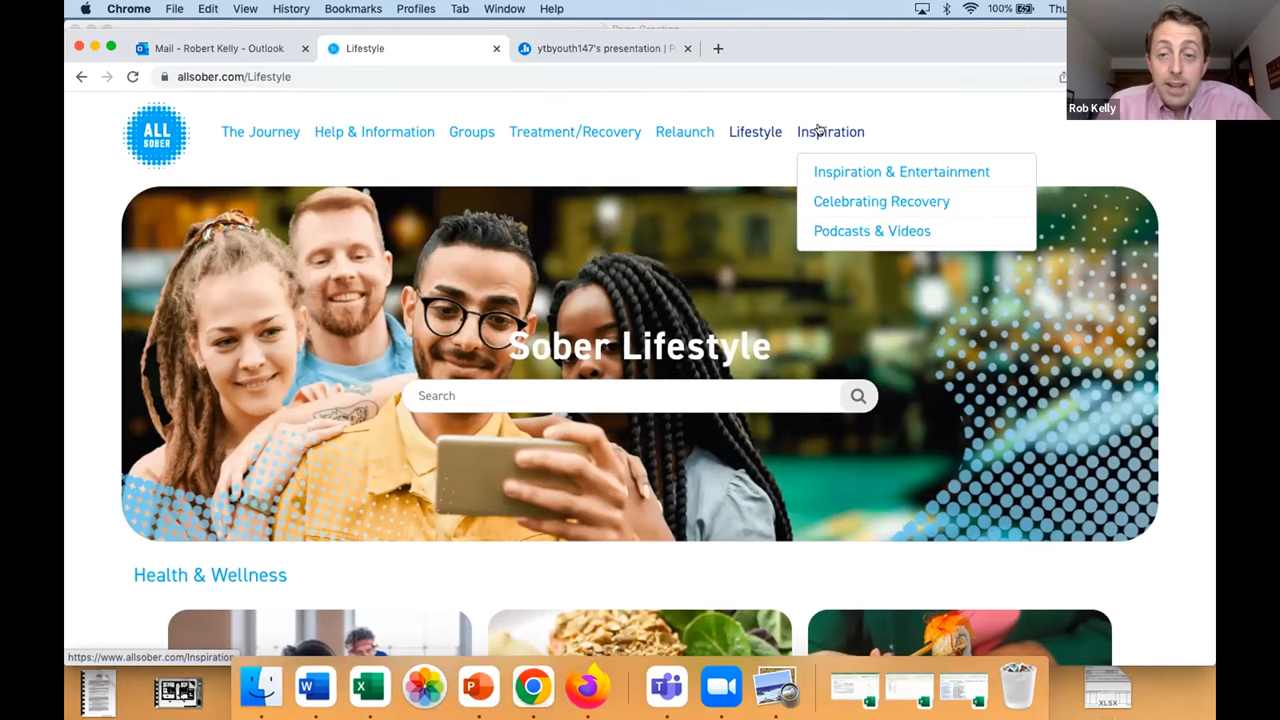 Chrome File Edit View History Bookmarks Profiles Tab Window Help 100% Thu
Mail - Robert Kelly - Outlook
Lifestyle
ytbyouth147's presentation | P
allsober.com/Lifestyle
Rob Kelly
ALL
SOBER
The Journey Help & Information Groups Treatment/Recovery Relaunch Lifestyle Inspiration
Inspiration & Entertainment
Celebrating Recovery
Podcasts & Videos
Sober Lifestyle
Search
Health & Wellness
https://www.allsober.com/Inspiration
XLSX